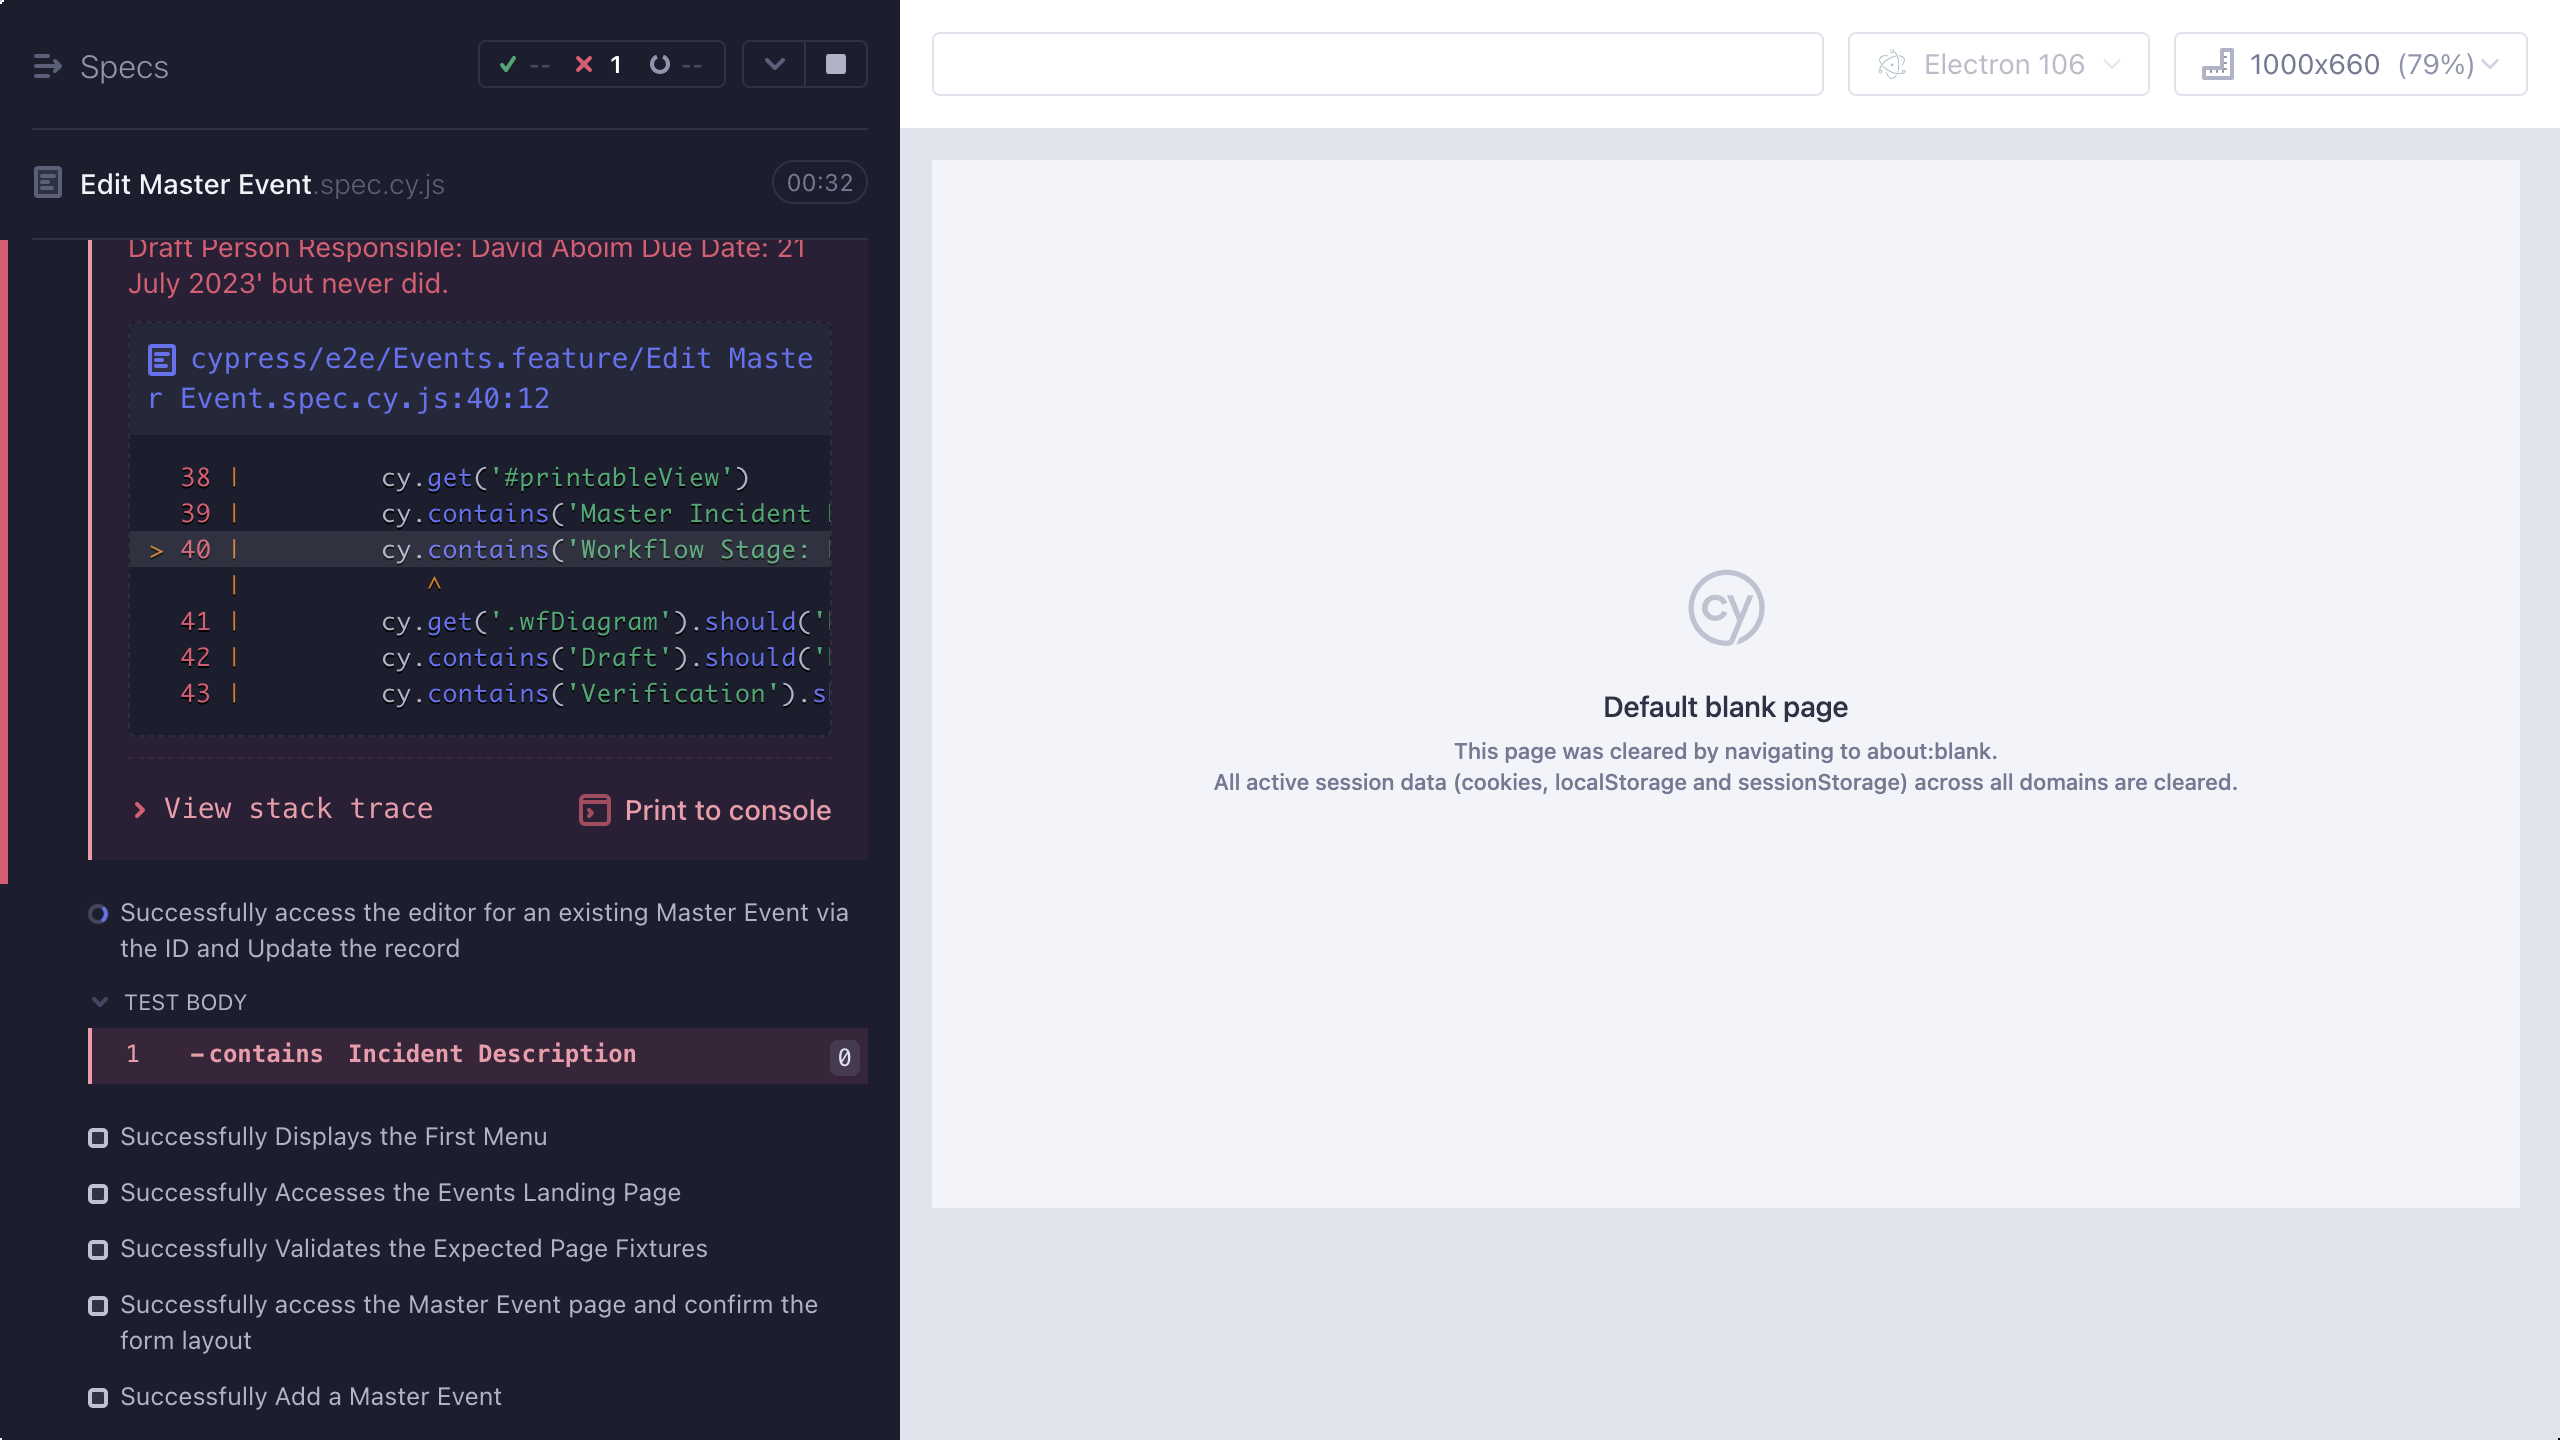 Specs
-- 1 --
Edit Master Event.spec.cy.js
00:32
Draft Person Responsible: David Aboim Due Date: 21
July 2023' but never did.
cypress/e2e/Events.feature/Edit Maste
r Event.spec.cy.js:40:12
38 | cy.get('#printableView')
39 | cy.contains('Master Incident
> 40 | cy.contains('Workflow Stage:
| ^
41 | cy.get('.wfDiagram').should('
42 | cy.contains('Draft').should('
43 | cy.contains('Verification').s
View stack trace
Print to console
Successfully access the editor for an existing Master Event via
the ID and Update the record
TEST BODY
1 -contains Incident Description 0
Successfully Displays the First Menu
Successfully Accesses the Events Landing Page
Successfully Validates the Expected Page Fixtures
Successfully access the Master Event page and confirm the
form layout
Successfully Add a Master Event
Electron 106
1000x660 (79%)
cy
Default blank page
This page was cleared by navigating to about:blank.
All active session data (cookies, localStorage and sessionStorage) across all domains are cleared.